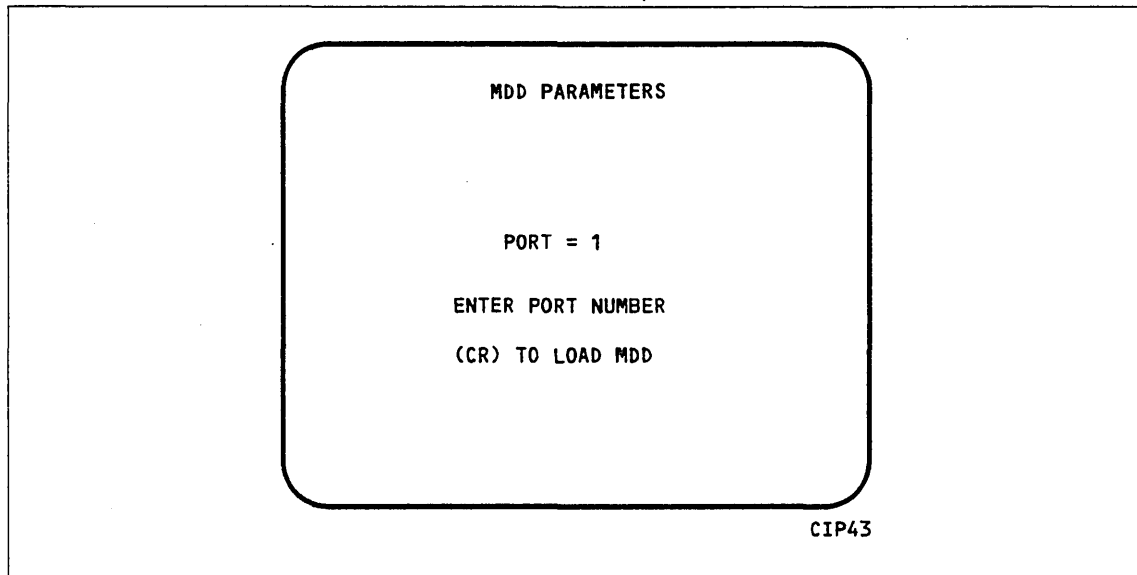 MDD PARAMETERS
PORT = 1
ENTER PORT NUMBER
(CR) TO LOAD MDD
CIP43